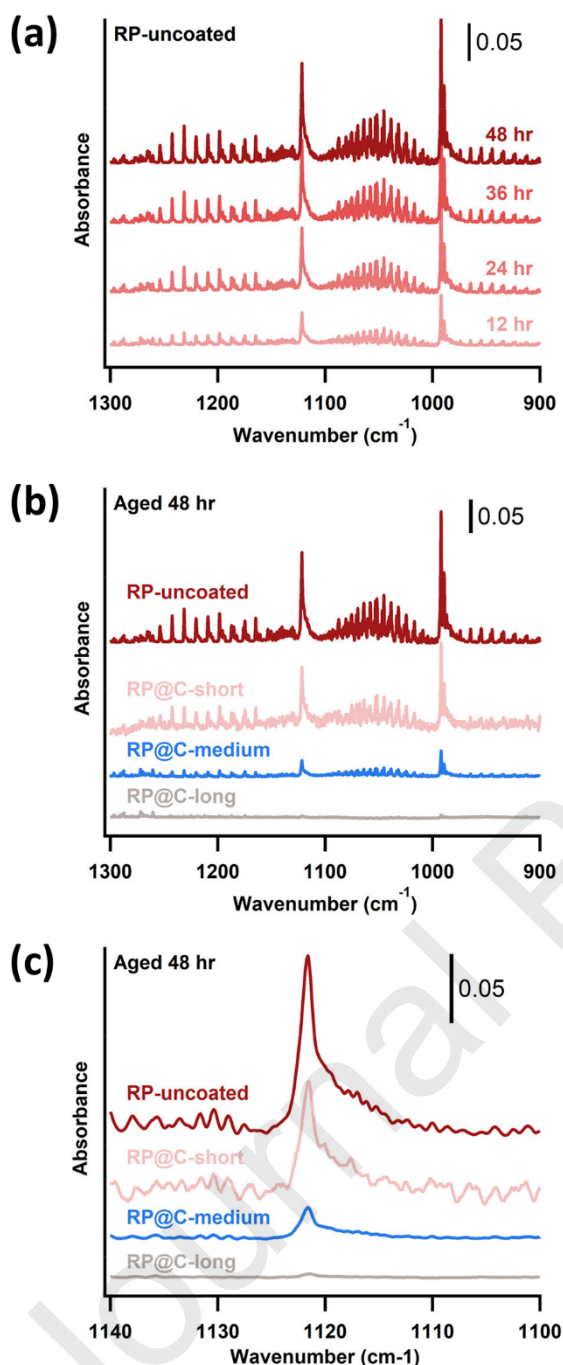 (a)
RP-uncoated
0.05
48 hr
36 hr
24 hr
12 hr
Absorbance
1300 1200 1100 1000 900
Wavenumber (cm⁻¹)
(b)
Aged 48 hr
0.05
RP-uncoated
RP@C-short
RP@C-medium
RP@C-long
Absorbance
1300 1200 1100 1000 900
Wavenumber (cm⁻¹)
(c)
Aged 48 hr
0.05
RP-uncoated
RP@C-short
RP@C-medium
RP@C-long
Absorbance
1140 1130 1120 1110 1100
Wavenumber (cm-1)
Journal P